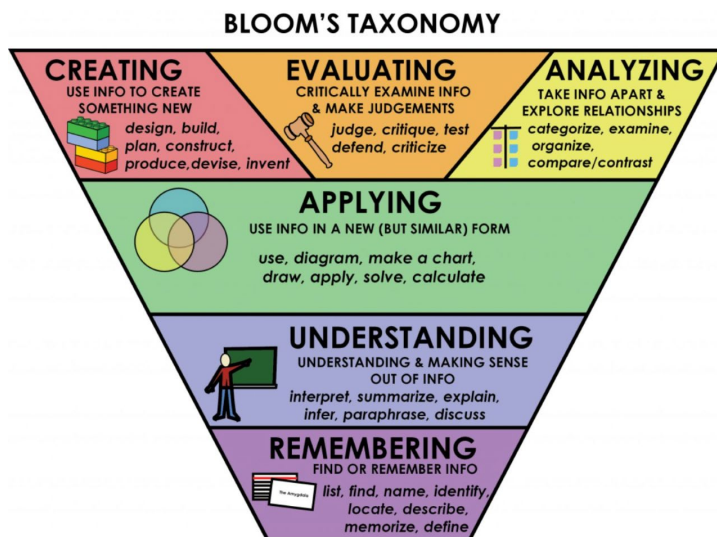 BLOOM'S TAXONOMY
CREATING
USE INFO TO CREATE
SOMETHING NEW
design, build,
plan, construct,
produce,devise, invent
EVALUATING
CRITICALLY EXAMINE INFO
& MAKE JUDGEMENTS
judge, critique, test
defend, criticize
ANALYZING
TAKE INFO APART &
EXPLORE RELATIONSHIPS
categorize, examine,
organize,
compare/contrast
APPLYING
USE INFO IN A NEW (BUT SIMILAR) FORM
use, diagram, make a chart,
draw, apply, solve, calculate
UNDERSTANDING
UNDERSTANDING & MAKING SENSE
OUT OF INFO
interpret, summarize, explain,
infer, paraphrase, discuss
REMEMBERING
FIND OR REMEMBER INFO
The Amygdala
list, find, name, identify,
locate, describe,
memorize, define